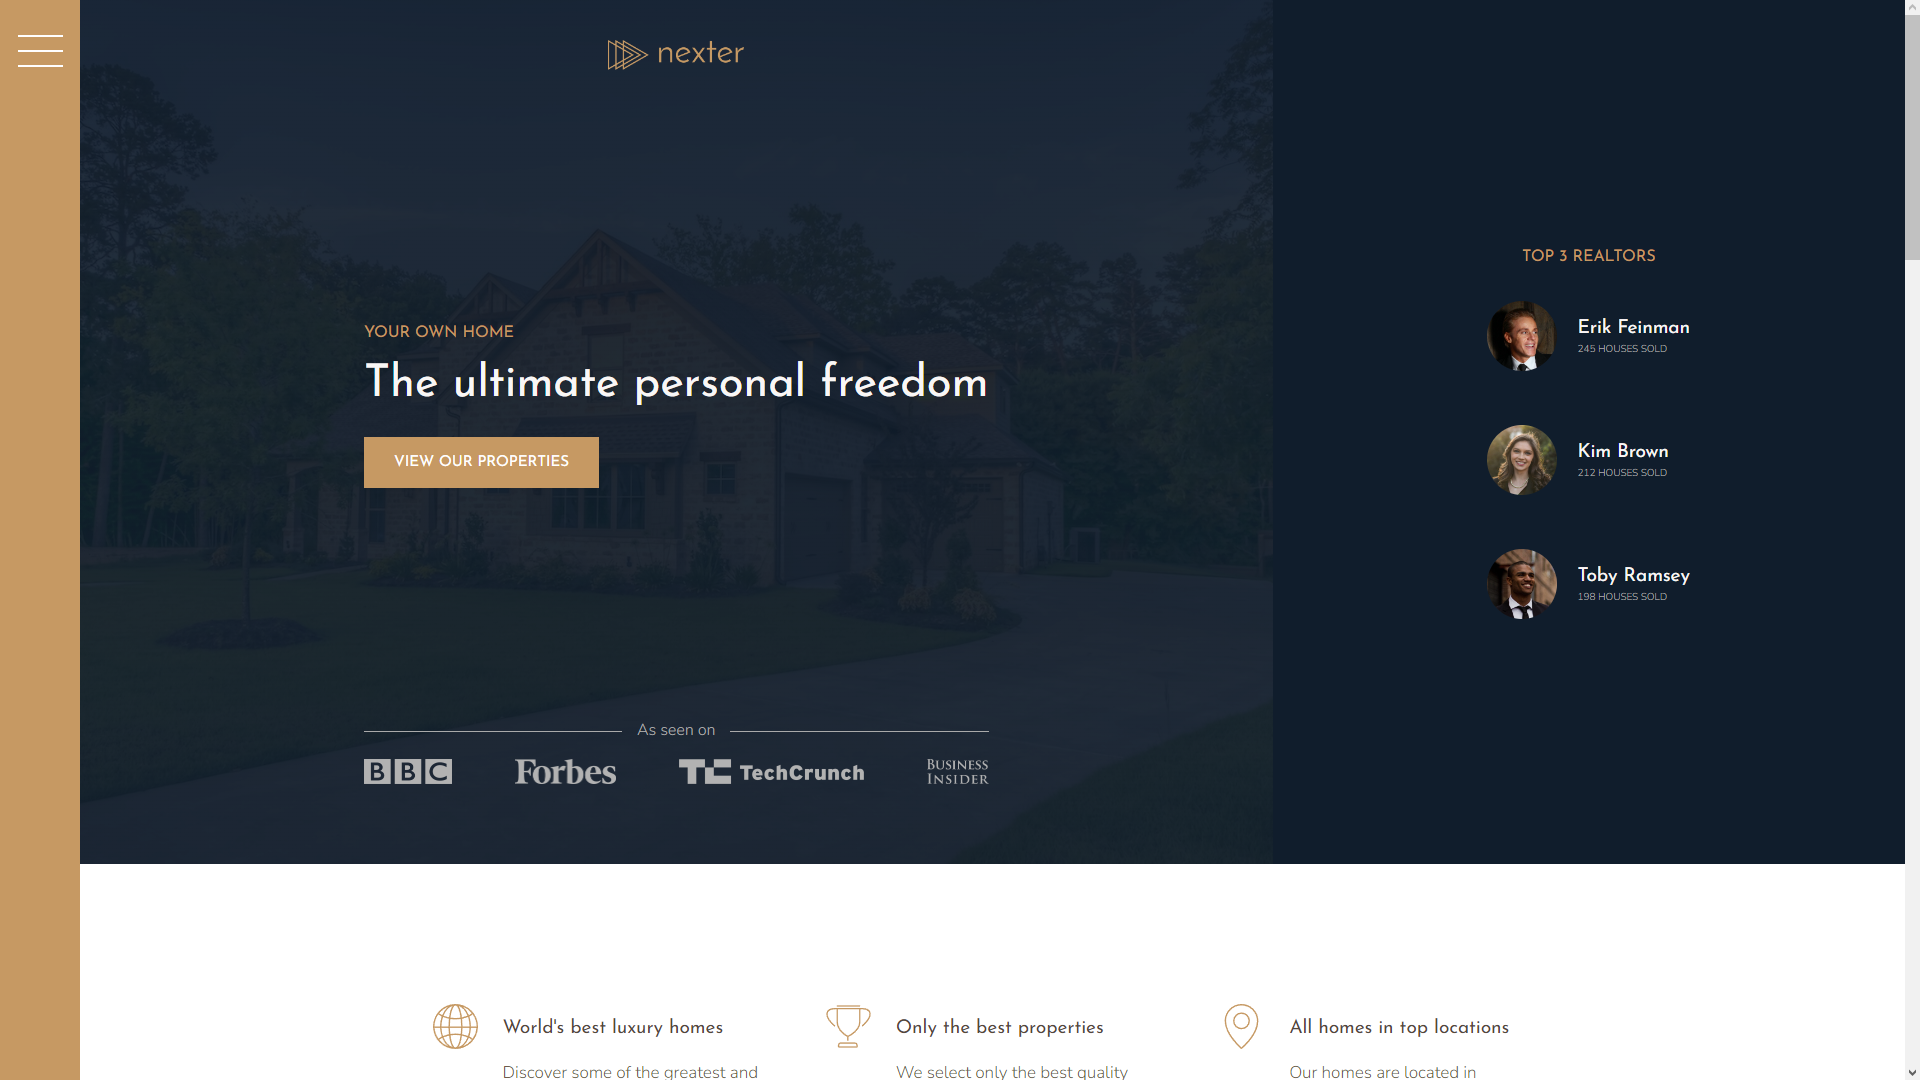 nexter
YOUR OWN HOME
The ultimate personal freedom
VIEW OUR PROPERTIES
As seen on
BBC
Forbes
TC TechCrunch
BUSINESS
INSIDER
TOP 3 REALTORS
Erik Feinman
245 HOUSES SOLD
Kim Brown
212 HOUSES SOLD
Toby Ramsey
198 HOUSES SOLD
World's best luxury homes
Discover some of the greatest and
Only the best properties
We select only the best quality
All homes in top locations
Our homes are located in